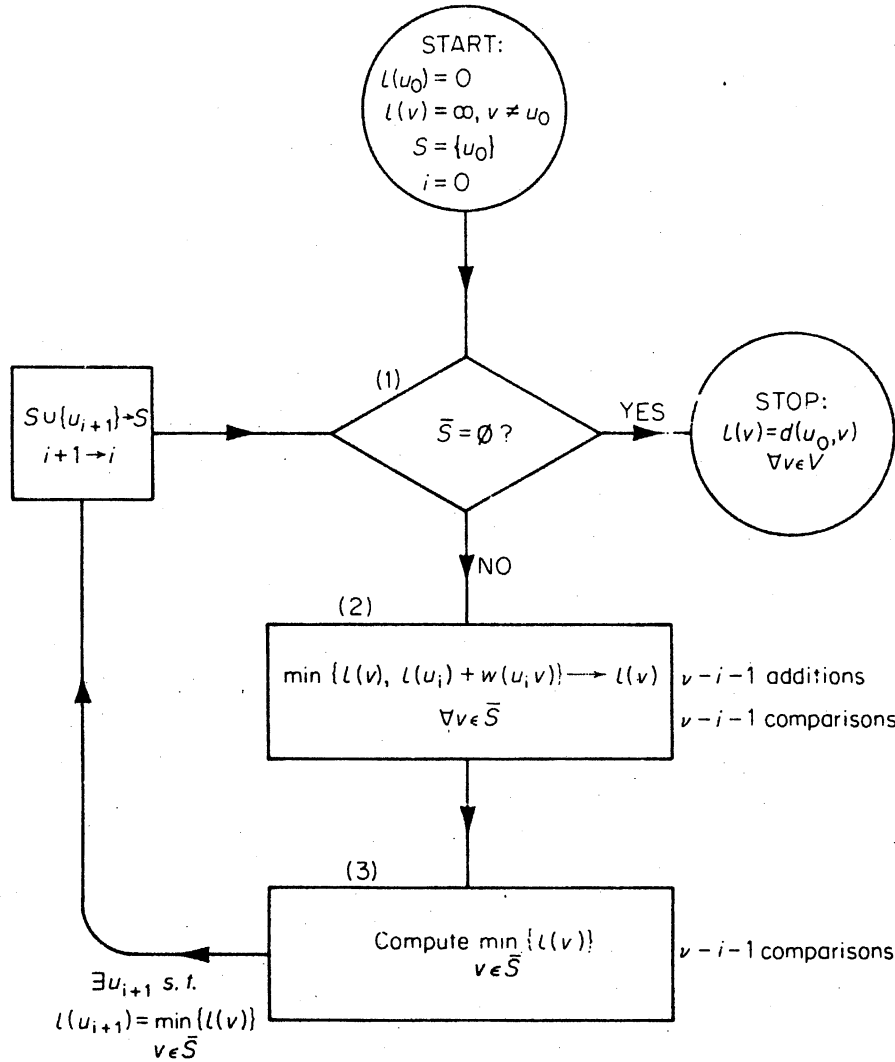 START:
l(u₀) = 0
l(v) = ∞, v ≠ u₀
S = {u₀}
i = 0
(1)
S̄ = ∅ ?
YES
STOP:
l(v) = d(u₀, v)
∀v ϵ V
S ∪ {uᵢ₊₁} → S
i + 1 → i
NO
(2)
min {l(v), l(uᵢ) + w(uᵢ v)} → l(v)
∀v ϵ S̄
ν − i − 1 additions
ν − i − 1 comparisons
(3)
Compute min {l(v)}
v ϵ S̄
ν − i − 1 comparisons
∃uᵢ₊₁ s. t.
l(uᵢ₊₁) = min {l(v)}
v ϵ S̄